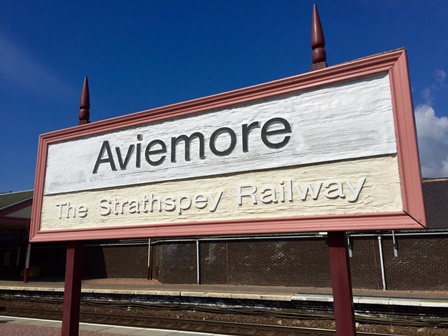 Aviemore
The Strathspey Railway